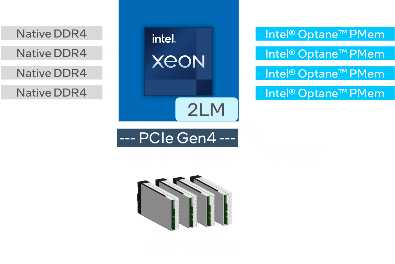 Native DDR4
Native DDR4
Native DDR4
Native DDR4
intel.
XEON
2LM
--- PCIe Gen4 ---
Intel® Optane™ PMem
Intel® Optane™ PMem
Intel® Optane™ PMem
Intel® Optane™ PMem